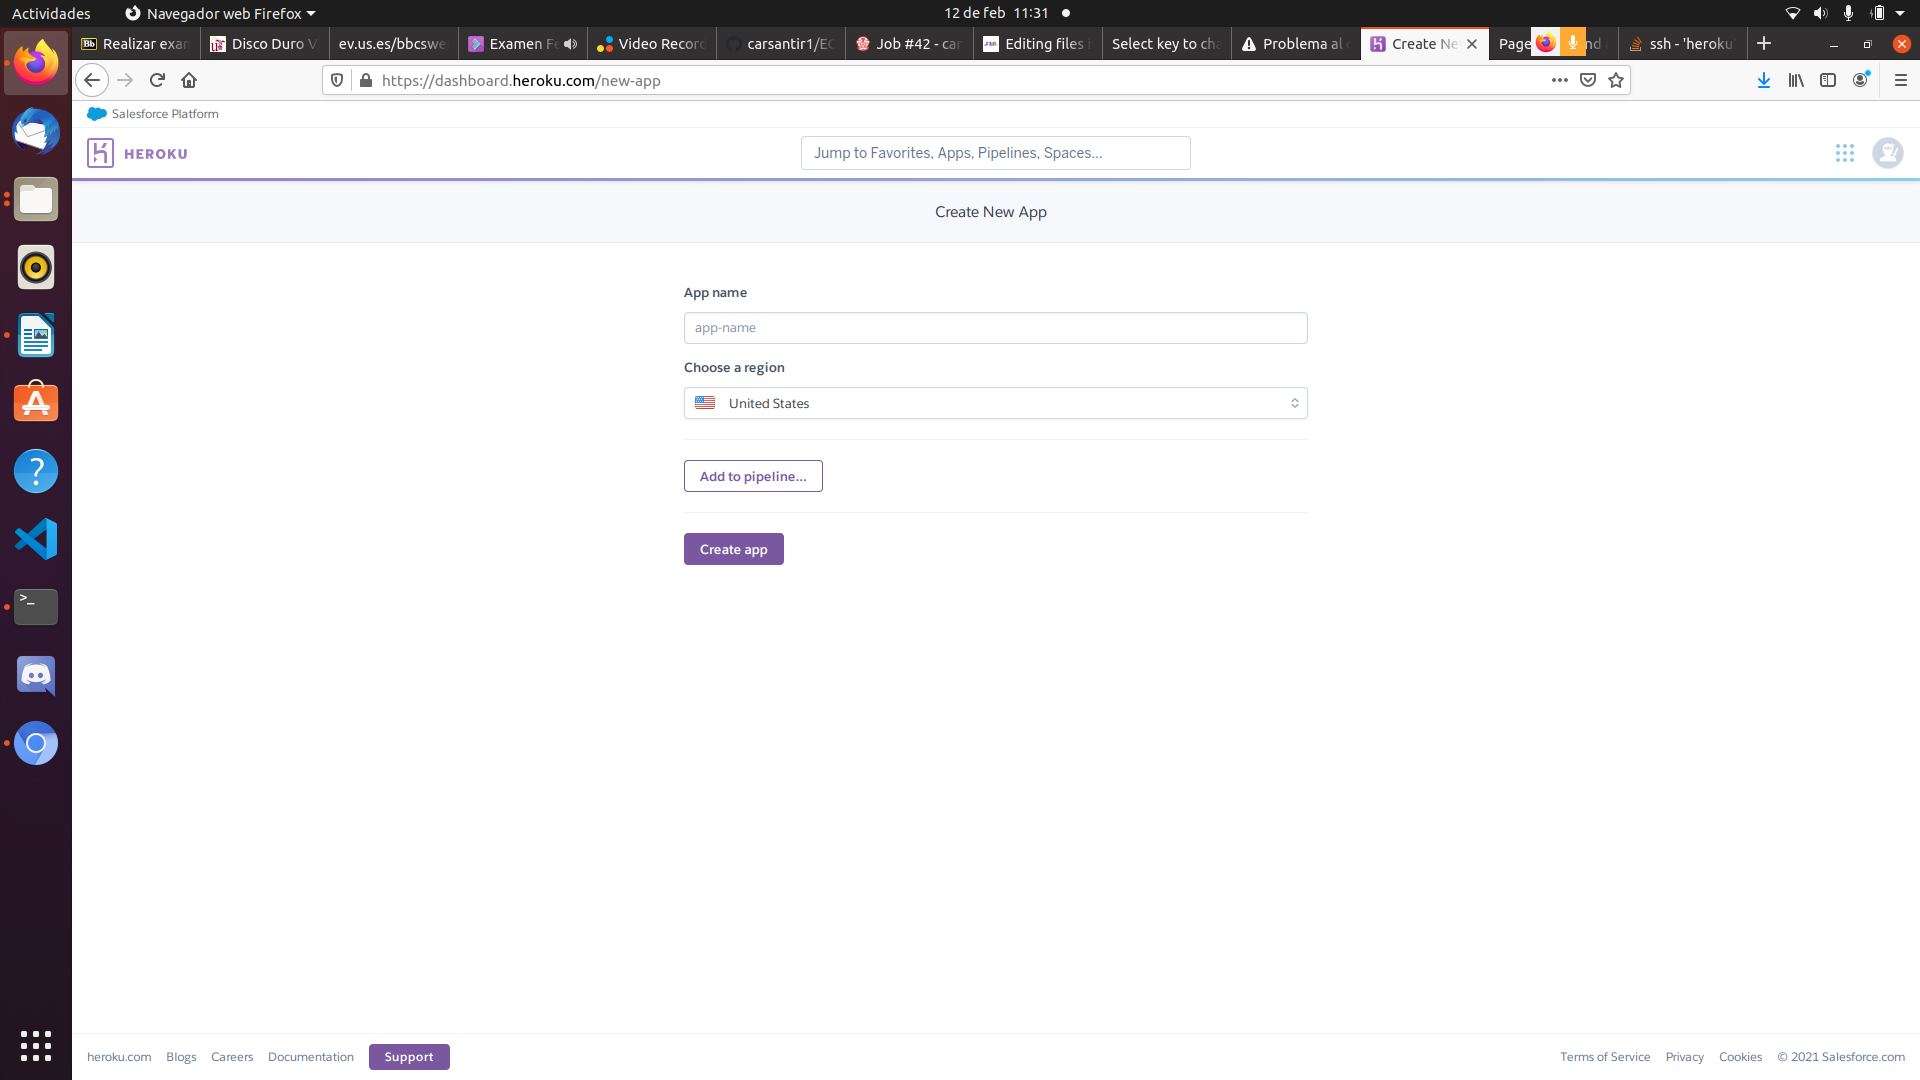 Actividades Navegador web Firefox 12 de feb 11:31
Realizar exam Disco Duro V ev.us.es/bbcswe Examen Fe Video Record carsantir1/EC Job #42 - car Editing files i Select key to cha Problema al c Create Ne Page nd ssh - 'heroku'
https://dashboard.heroku.com/new-app
Salesforce Platform
HEROKU
Jump to Favorites, Apps, Pipelines, Spaces...
Create New App
App name
app-name
Choose a region
United States
Add to pipeline...
Create app
heroku.com Blogs Careers Documentation Support Terms of Service Privacy Cookies © 2021 Salesforce.com